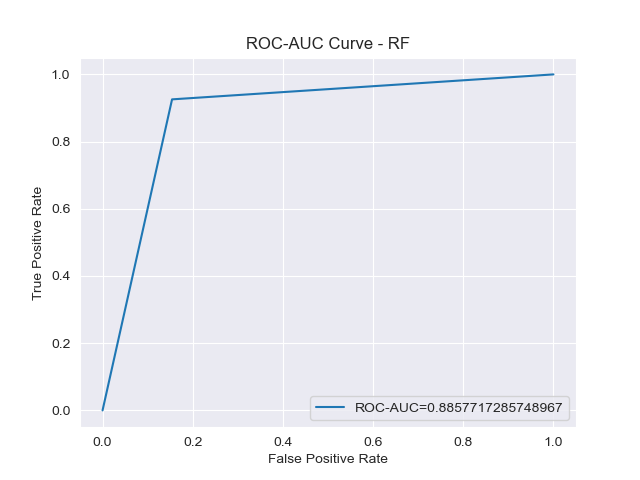 ROC-AUC Curve - RF
True Positive Rate
1.0
0.8
0.6
0.4
0.2
0.0
ROC-AUC=0.8857717285748967
0.0 0.2 0.4 0.6 0.8 1.0
False Positive Rate